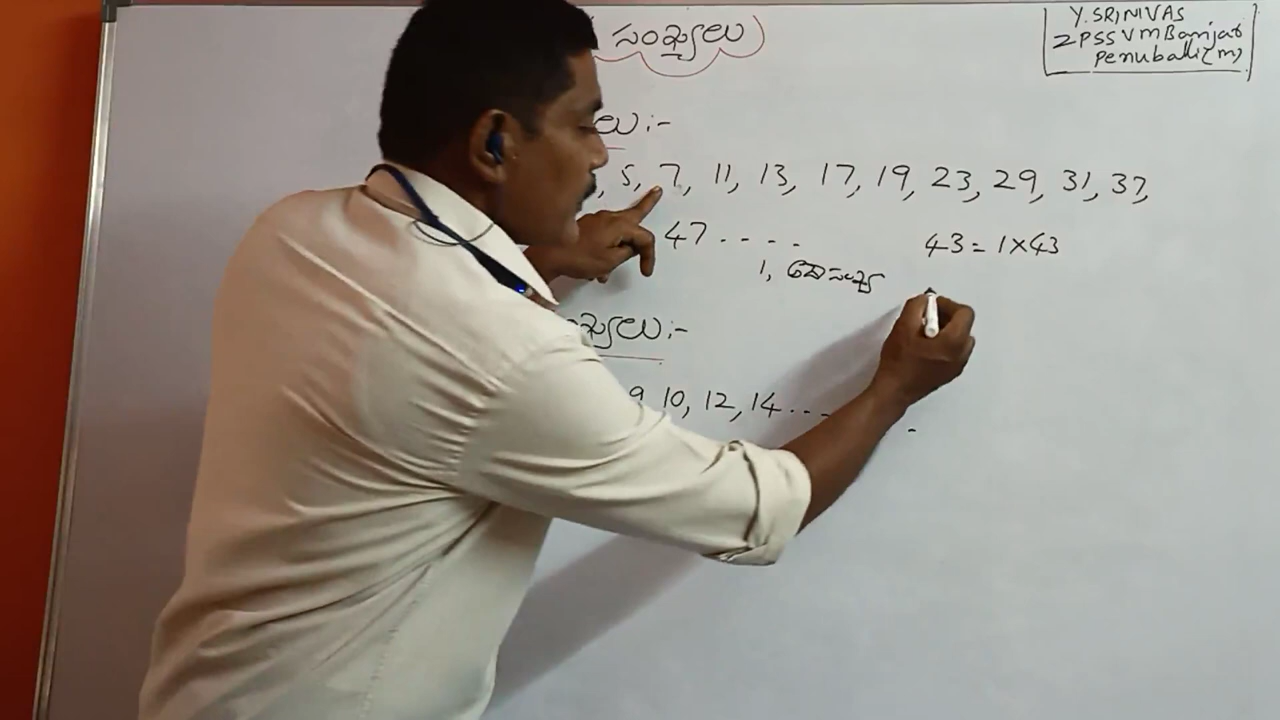 సంఖ్యలు)
Y. SRINIVAS
ZPSS V m Banjar
Penuballi (m)
లు :-
, 5, 7, 11, 13, 17, 19, 23, 29, 31, 37,
47 . . . .
43 = 1×43
1, అదే సంఖ్య
ఖ్యలు :-
9 10, 12, 14 . . .